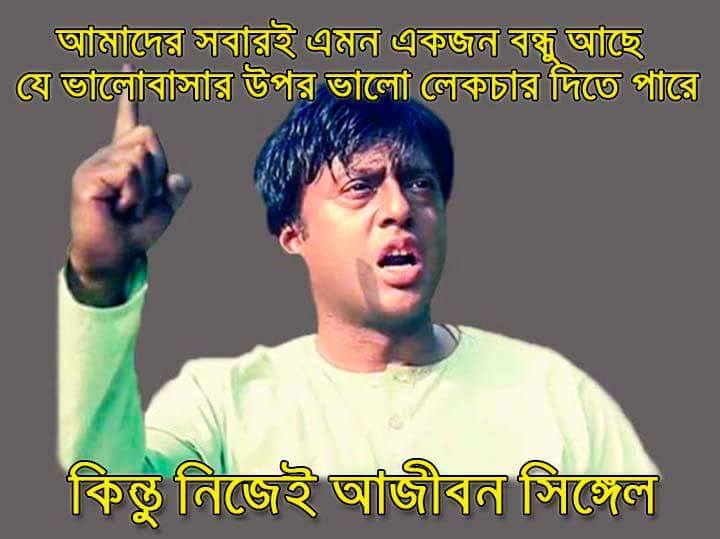 আমাদের সবারই এমন একজন বন্ধু আছে
যে ভালোবাসার উপর ভালো লেকচার দিতে পারে
কিন্তু নিজেই আজীবন সিঙ্গেল